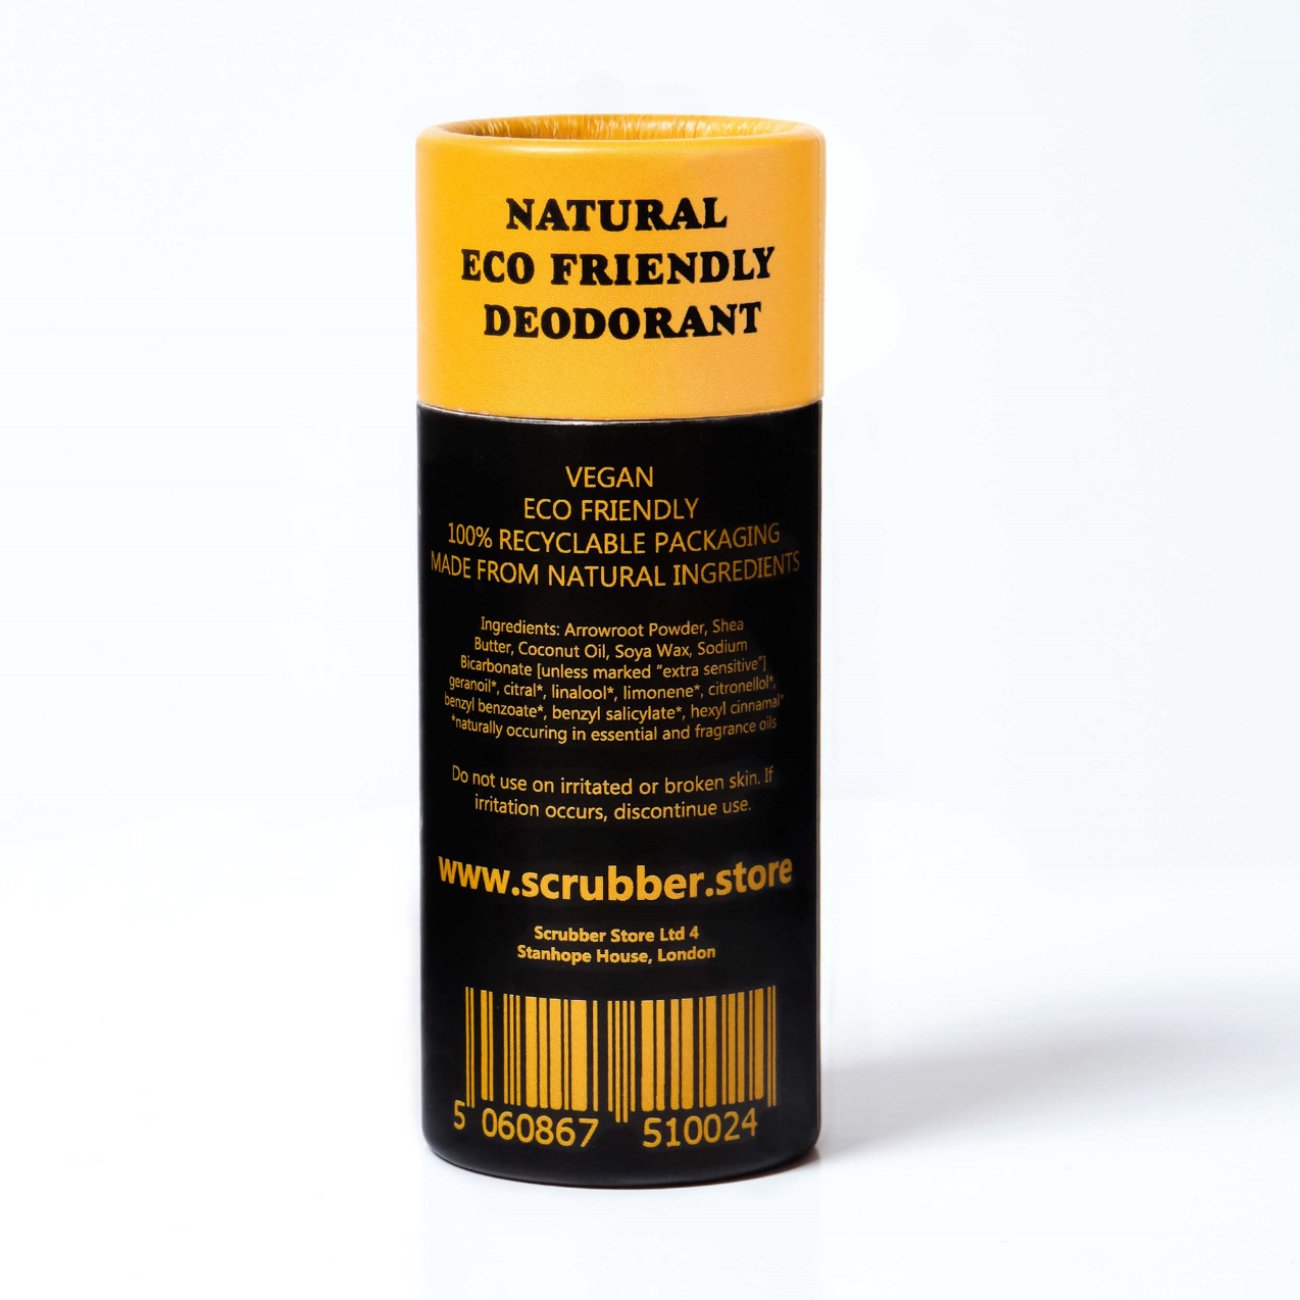 NATURAL
ECO FRIENDLY
DEODORANT
VEGAN
ECO FRIENDLY
100% RECYCLABLE PACKAGING
MADE FROM NATURAL INGREDIENTS
Ingredients: Arrowroot Powder, Shea
Butter, Coconut Oil, Soya Wax, Sodium
Bicarbonate [unless marked "extra sensitive"]
geranoil*, citral*, linalool*, limonene*, citronellol*,
benzyl benzoate*, benzyl salicylate*, hexyl cinnamal*
*naturally occuring in essential and fragrance oils
Do not use on irritated or broken skin. If
irritation occurs, discontinue use.
www.scrubber.store
Scrubber Store Ltd 4
Stanhope House, London
5 060867 510024